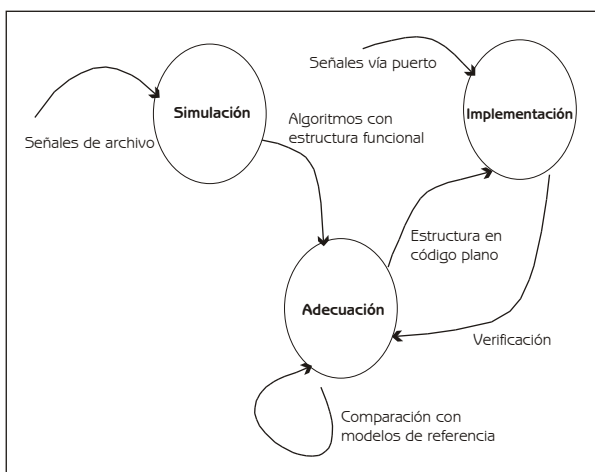 Señales vía puerto
Simulación
Implementación
Algoritmos con
estructura funcional
Señales de archivo
Estructura en
código plano
Adecuación
Verificación
Comparación con
modelos de referencia